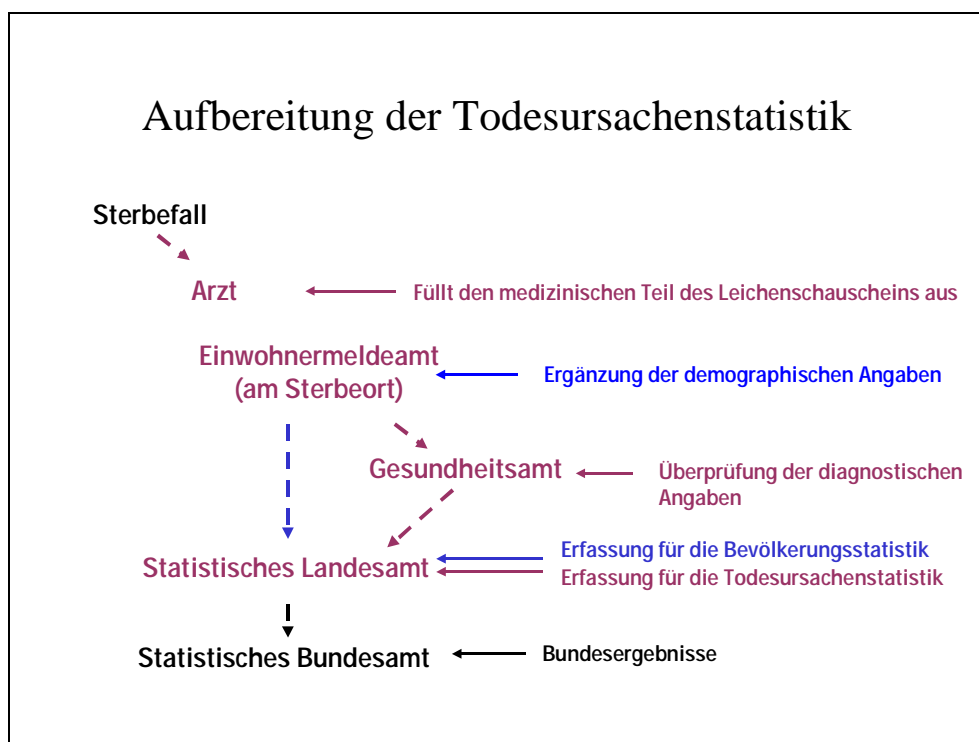 Aufbereitung der Todesursachenstatistik
Sterbefall
Arzt
Füllt den medizinischen Teil des Leichenschauscheins aus
Einwohnermeldeamt
(am Sterbeort)
Ergänzung der demographischen Angaben
Gesundheitsamt
Überprüfung der diagnostischen
Angaben
Statistisches Landesamt
Erfassung für die Bevölkerungsstatistik
Erfassung für die Todesursachenstatistik
Statistisches Bundesamt
Bundesergebnisse